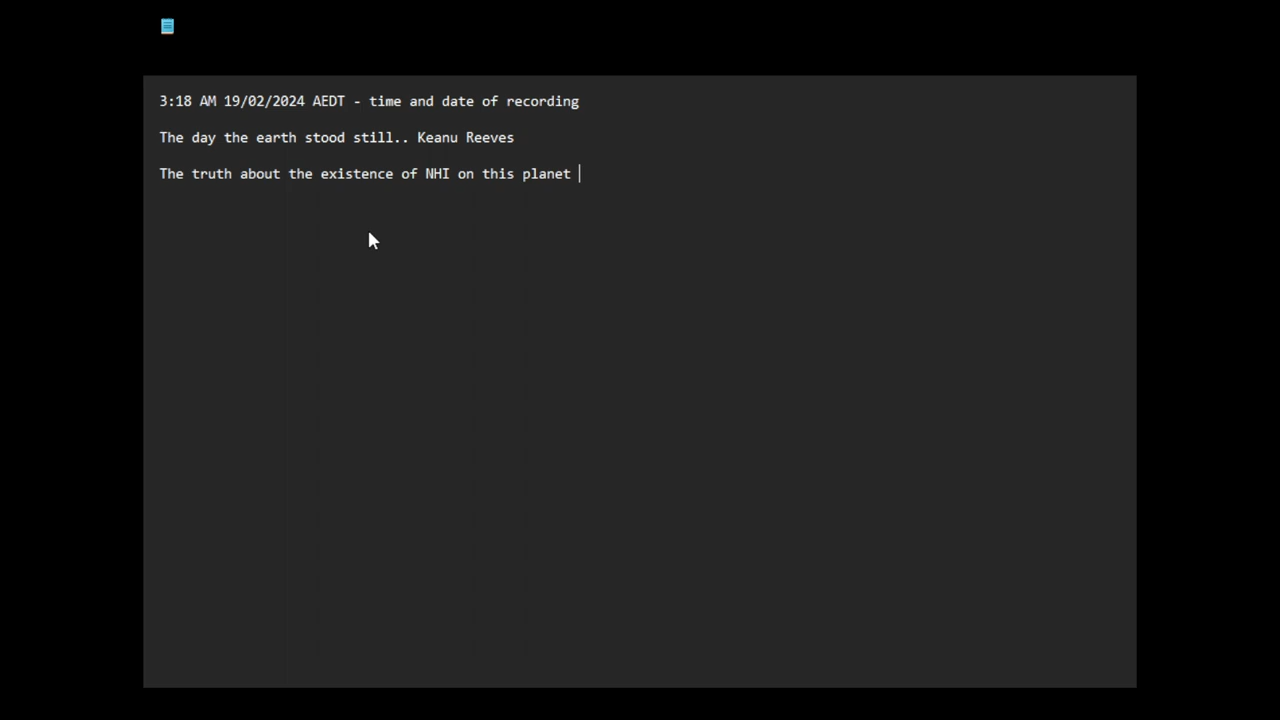 3:18 AM 19/02/2024 AEDT - time and date of recording
The day the earth stood still.. Keanu Reeves
The truth about the existence of NHI on this planet